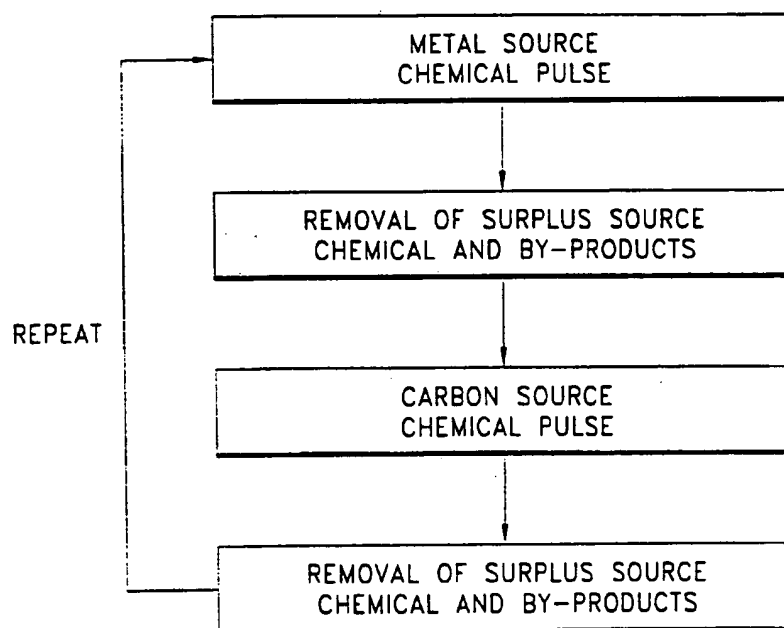 METAL SOURCE
CHEMICAL PULSE
REMOVAL OF SURPLUS SOURCE
CHEMICAL AND BY-PRODUCTS
REPEAT
CARBON SOURCE
CHEMICAL PULSE
REMOVAL OF SURPLUS SOURCE
CHEMICAL AND BY-PRODUCTS